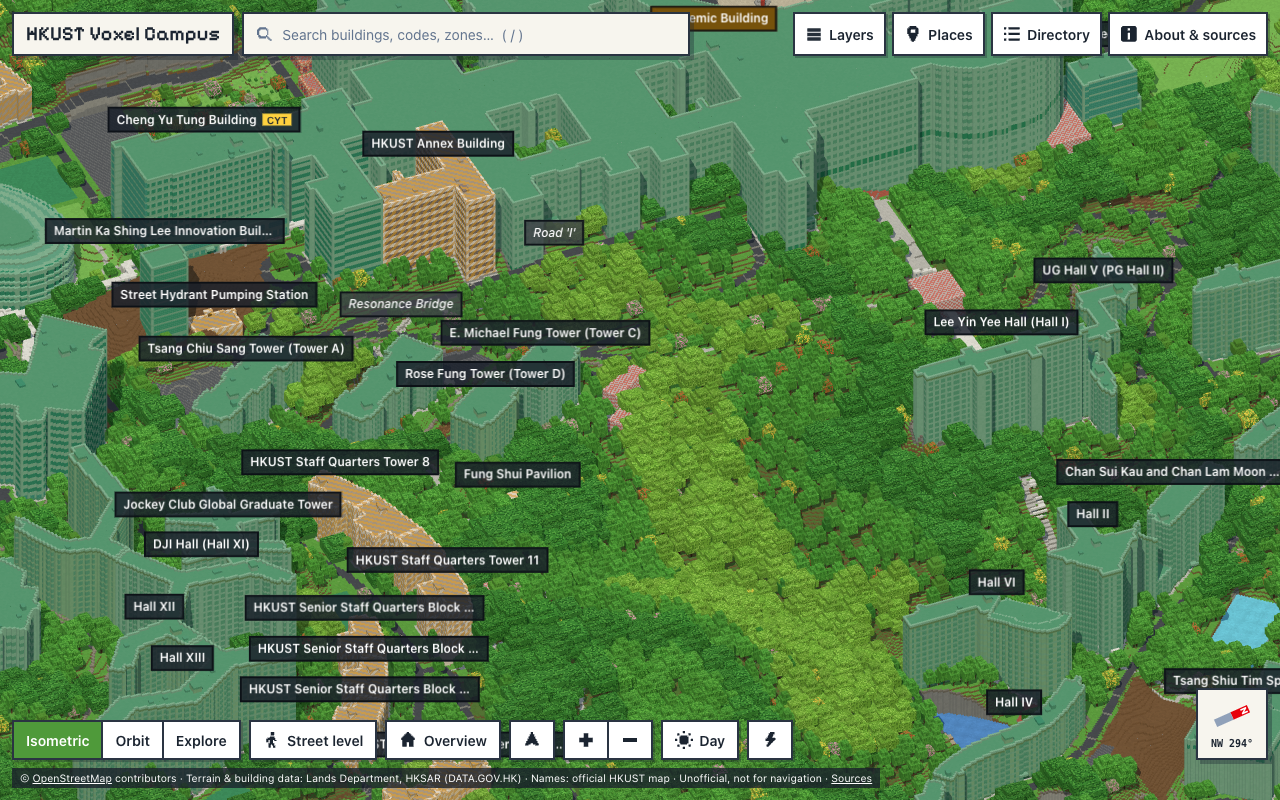 emic Building
HKUST Voxel Campus
Search buildings, codes, zones... ( / )
Layers
Places
Directory
About & sources
Cheng Yu Tung Building CYT
HKUST Annex Building
Martin Ka Shing Lee Innovation Buil...
Road 'I'
UG Hall V (PG Hall II)
Street Hydrant Pumping Station
Resonance Bridge
Lee Yin Yee Hall (Hall I)
E. Michael Fung Tower (Tower C)
Tsang Chiu Sang Tower (Tower A)
Rose Fung Tower (Tower D)
HKUST Staff Quarters Tower 8
Fung Shui Pavilion
Chan Sui Kau and Chan Lam Moon ...
Jockey Club Global Graduate Tower
Hall II
DJI Hall (Hall XI)
HKUST Staff Quarters Tower 11
Hall VI
Hall XII
HKUST Senior Staff Quarters Block ...
HKUST Senior Staff Quarters Block ...
Hall XIII
Tsang Shiu Tim Sp
HKUST Senior Staff Quarters Block ...
Hall IV
N
NW 294°
Isometric
Orbit
Explore
Street level
Overview
Day
© OpenStreetMap contributors · Terrain & building data: Lands Department, HKSAR (DATA.GOV.HK) · Names: official HKUST map · Unofficial, not for navigation · Sources